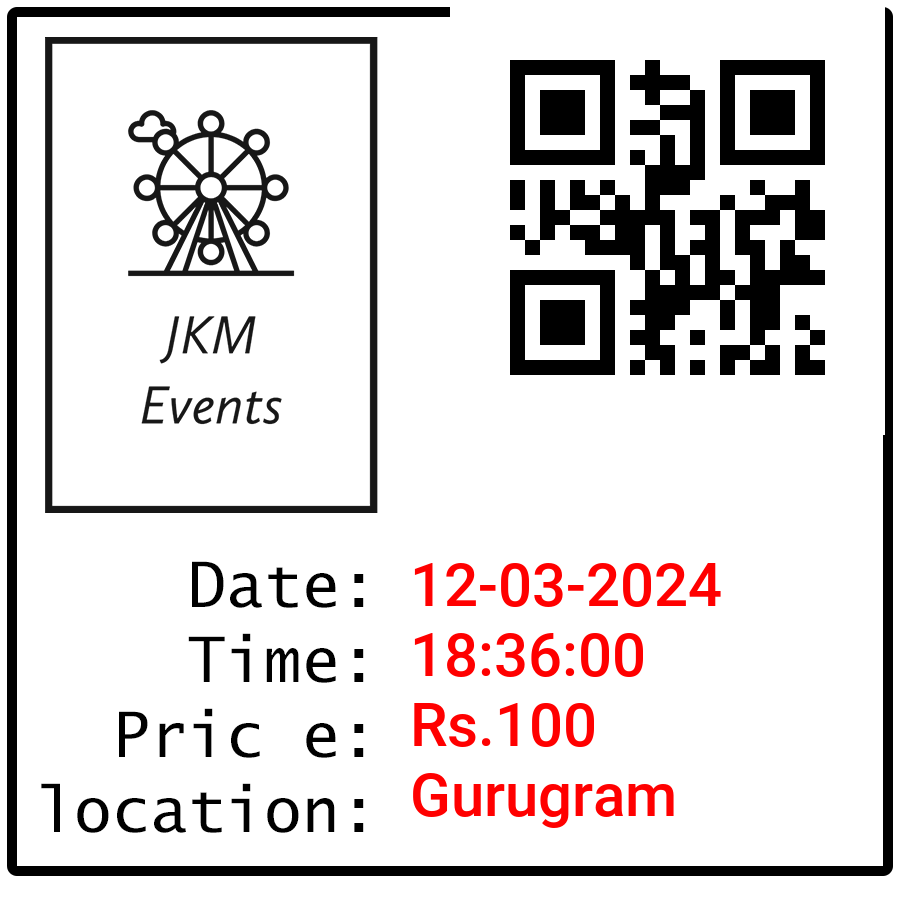 JKM
Events
Date: 12-03-2024
Time: 18:36:00
Pric e: Rs.100
location: Gurugram